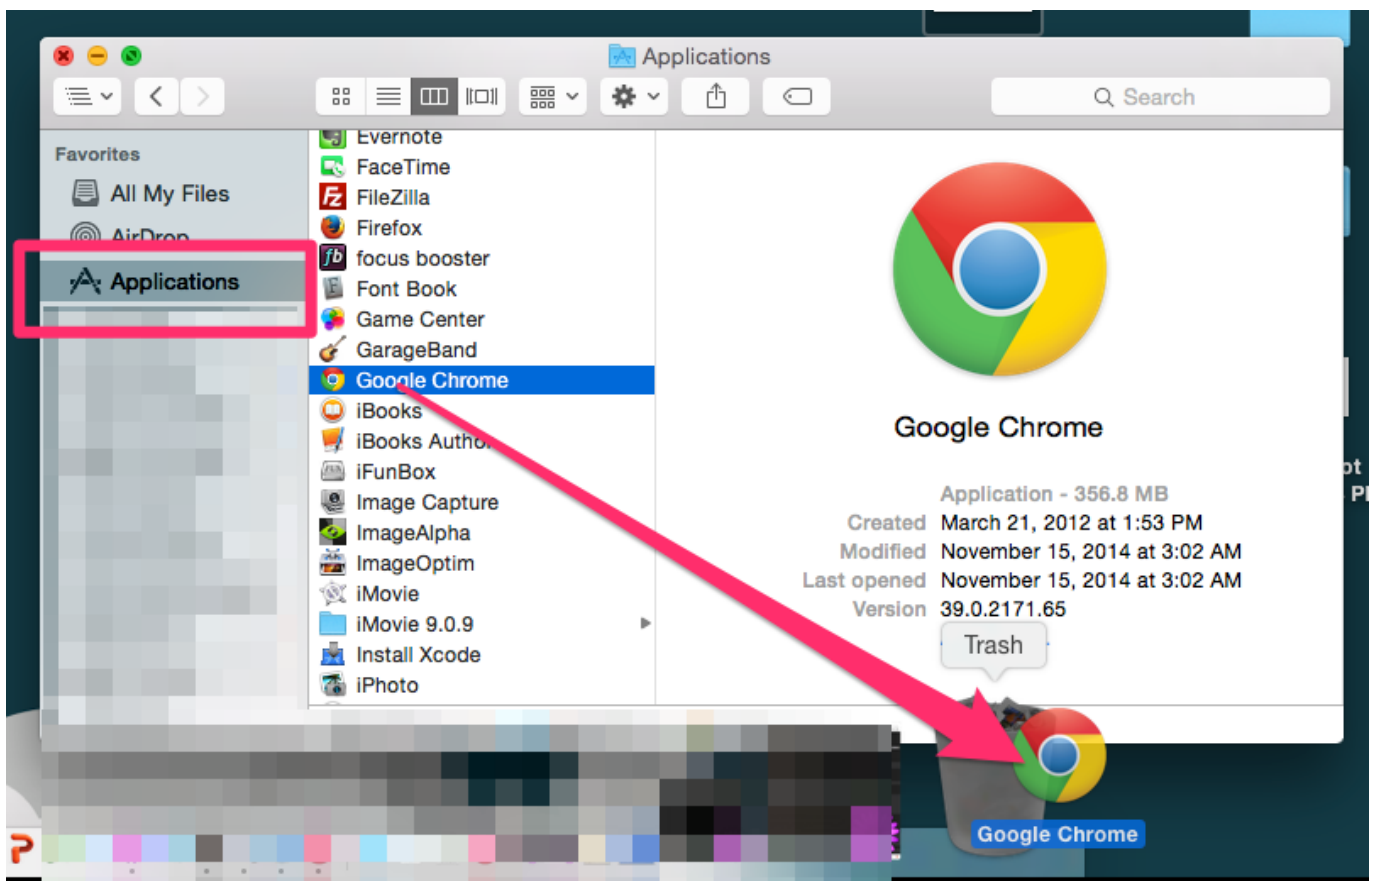 Applications
Search
Favorites
All My Files
AirDrop
Applications
Evernote
FaceTime
FileZilla
Firefox
focus booster
Font Book
Game Center
GarageBand
Google Chrome
iBooks
iBooks Author
iFunBox
Image Capture
ImageAlpha
ImageOptim
iMovie
iMovie 9.0.9
Install Xcode
iPhoto
Google Chrome
Application - 356.8 MB
Created March 21, 2012 at 1:53 PM
Modified November 15, 2014 at 3:02 AM
Last opened November 15, 2014 at 3:02 AM
Version 39.0.2171.65
Trash
Google Chrome